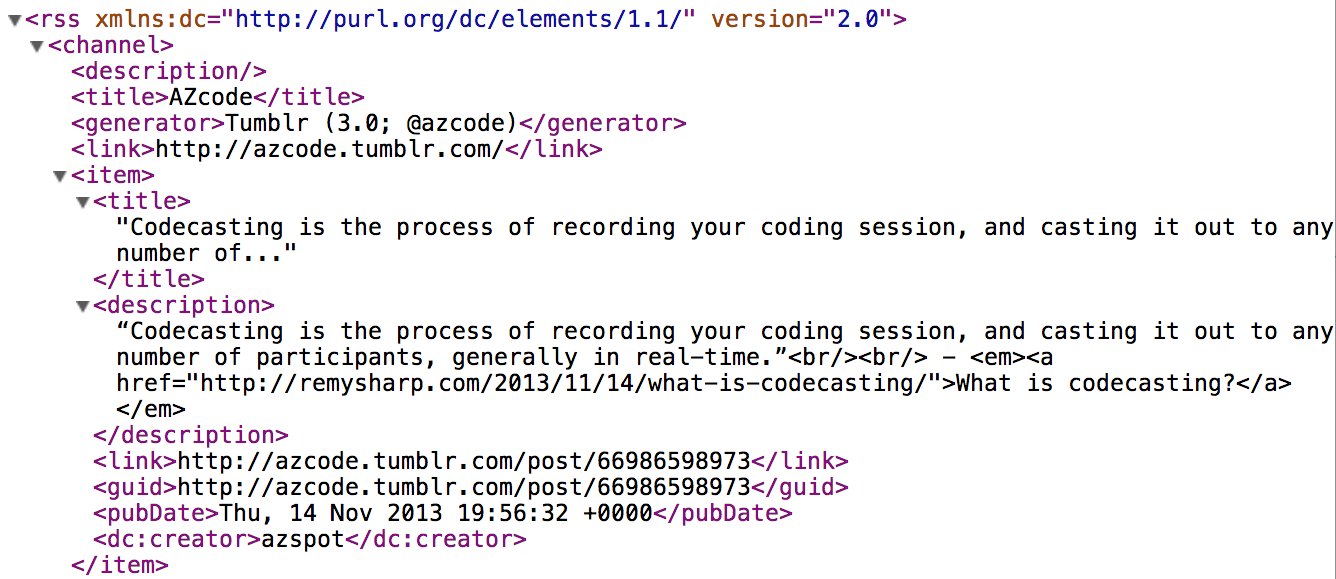 <rss xmlns:dc="http://purl.org/dc/elements/1.1/" version="2.0">
<channel>
<description/>
<title>AZcode</title>
<generator>Tumblr (3.0; @azcode)</generator>
<link>http://azcode.tumblr.com/</link>
<item>
<title>
"Codecasting is the process of recording your coding session, and casting it out to any
number of..."
</title>
<description>
“Codecasting is the process of recording your coding session, and casting it out to any
number of participants, generally in real-time.”<br/><br/> - <em><a
href="http://remysharp.com/2013/11/14/what-is-codecasting/">What is codecasting?</a>
</em>
</description>
<link>http://azcode.tumblr.com/post/66986598973</link>
<guid>http://azcode.tumblr.com/post/66986598973</guid>
<pubDate>Thu, 14 Nov 2013 19:56:32 +0000</pubDate>
<dc:creator>azspot</dc:creator>
</item>